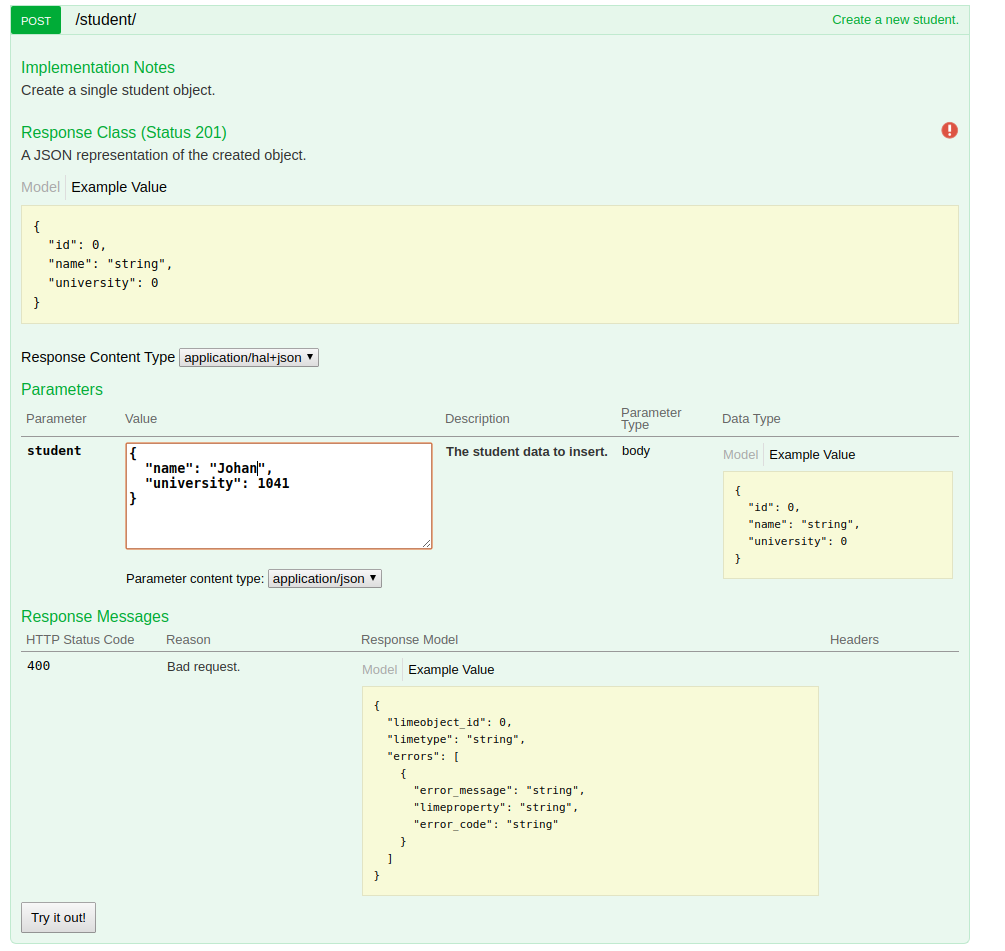 POST /student/ Create a new student.
Implementation Notes
Create a single student object.
Response Class (Status 201)
A JSON representation of the created object.
Model Example Value
{
  "id": 0,
  "name": "string",
  "university": 0
}
Response Content Type application/hal+json
Parameters
Parameter Value Description Parameter Type Data Type
student
{
  "name": "Johan",
  "university": 1041
}
Parameter content type: application/json
The student data to insert.
body
Model Example Value
{
  "id": 0,
  "name": "string",
  "university": 0
}
Response Messages
HTTP Status Code Reason Response Model Headers
400 Bad request. Model Example Value
{
  "limeobject_id": 0,
  "limetype": "string",
  "errors": [
    {
      "error_message": "string",
      "limeproperty": "string",
      "error_code": "string"
    }
  ]
}
Try it out!